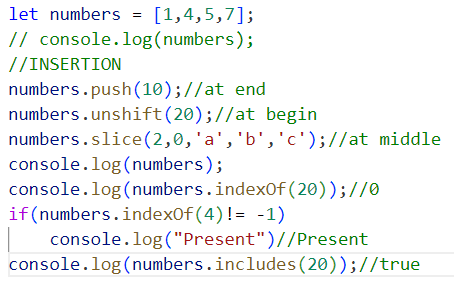 let numbers = [1,4,5,7];
// console.log(numbers);
//INSERTION
numbers.push(10);//at end
numbers.unshift(20);//at begin
numbers.slice(2,0,'a','b','c');//at middle
console.log(numbers);
console.log(numbers.indexOf(20));//0
if(numbers.indexOf(4)!= -1)
    console.log("Present")//Present
console.log(numbers.includes(20));//true